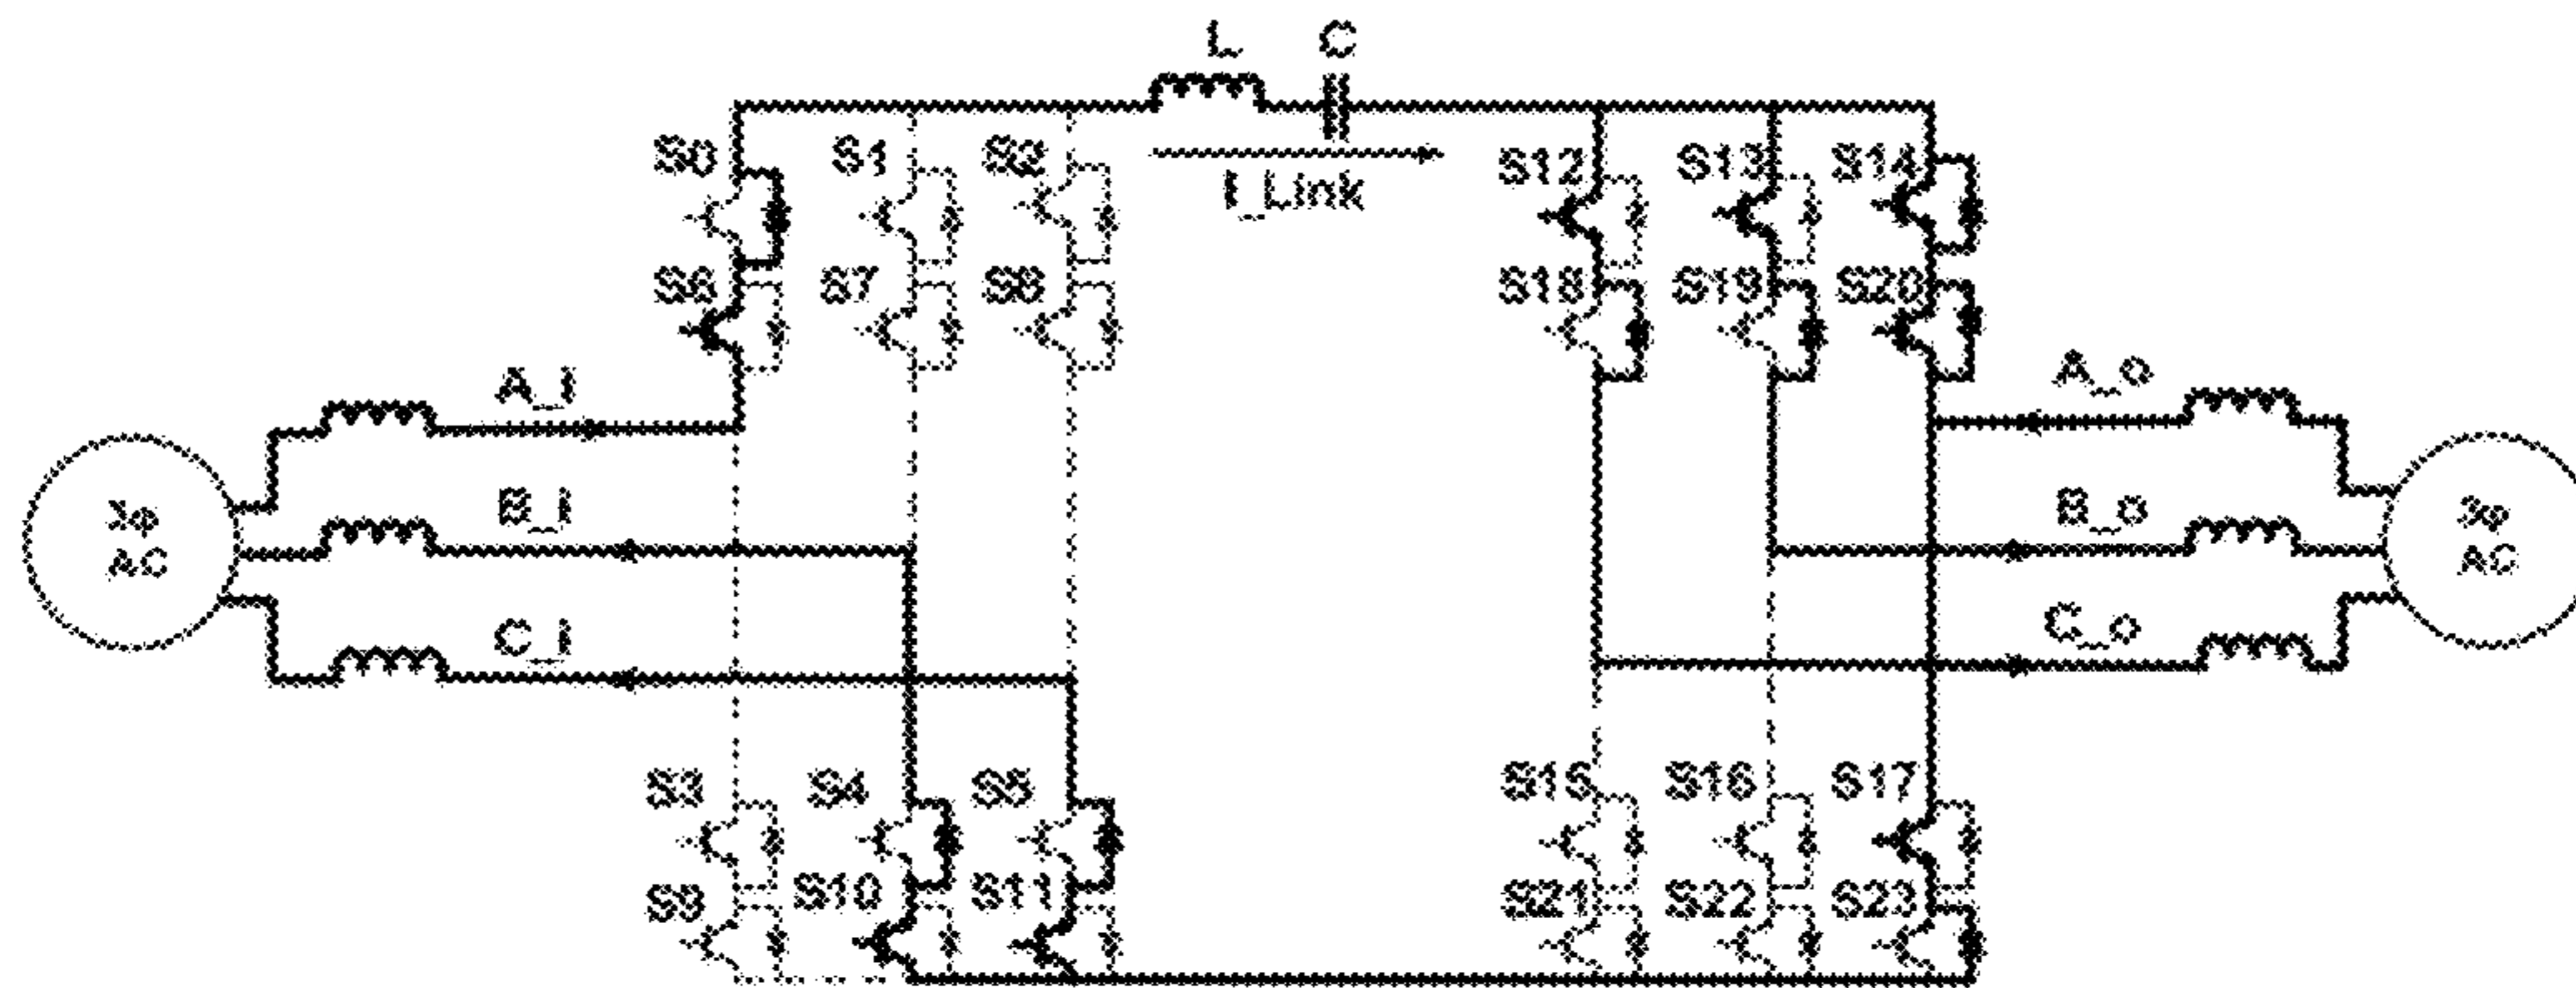 L C
S0 S1 S2 I_Link S12 S13 S14
S6 S7 S8 S18 S19 S20
A_i A_o
3φ B_i B_o 3φ
AC AC
C_i C_o
S3 S4 S5 S15 S16 S17
S9 S10 S11 S21 S22 S23